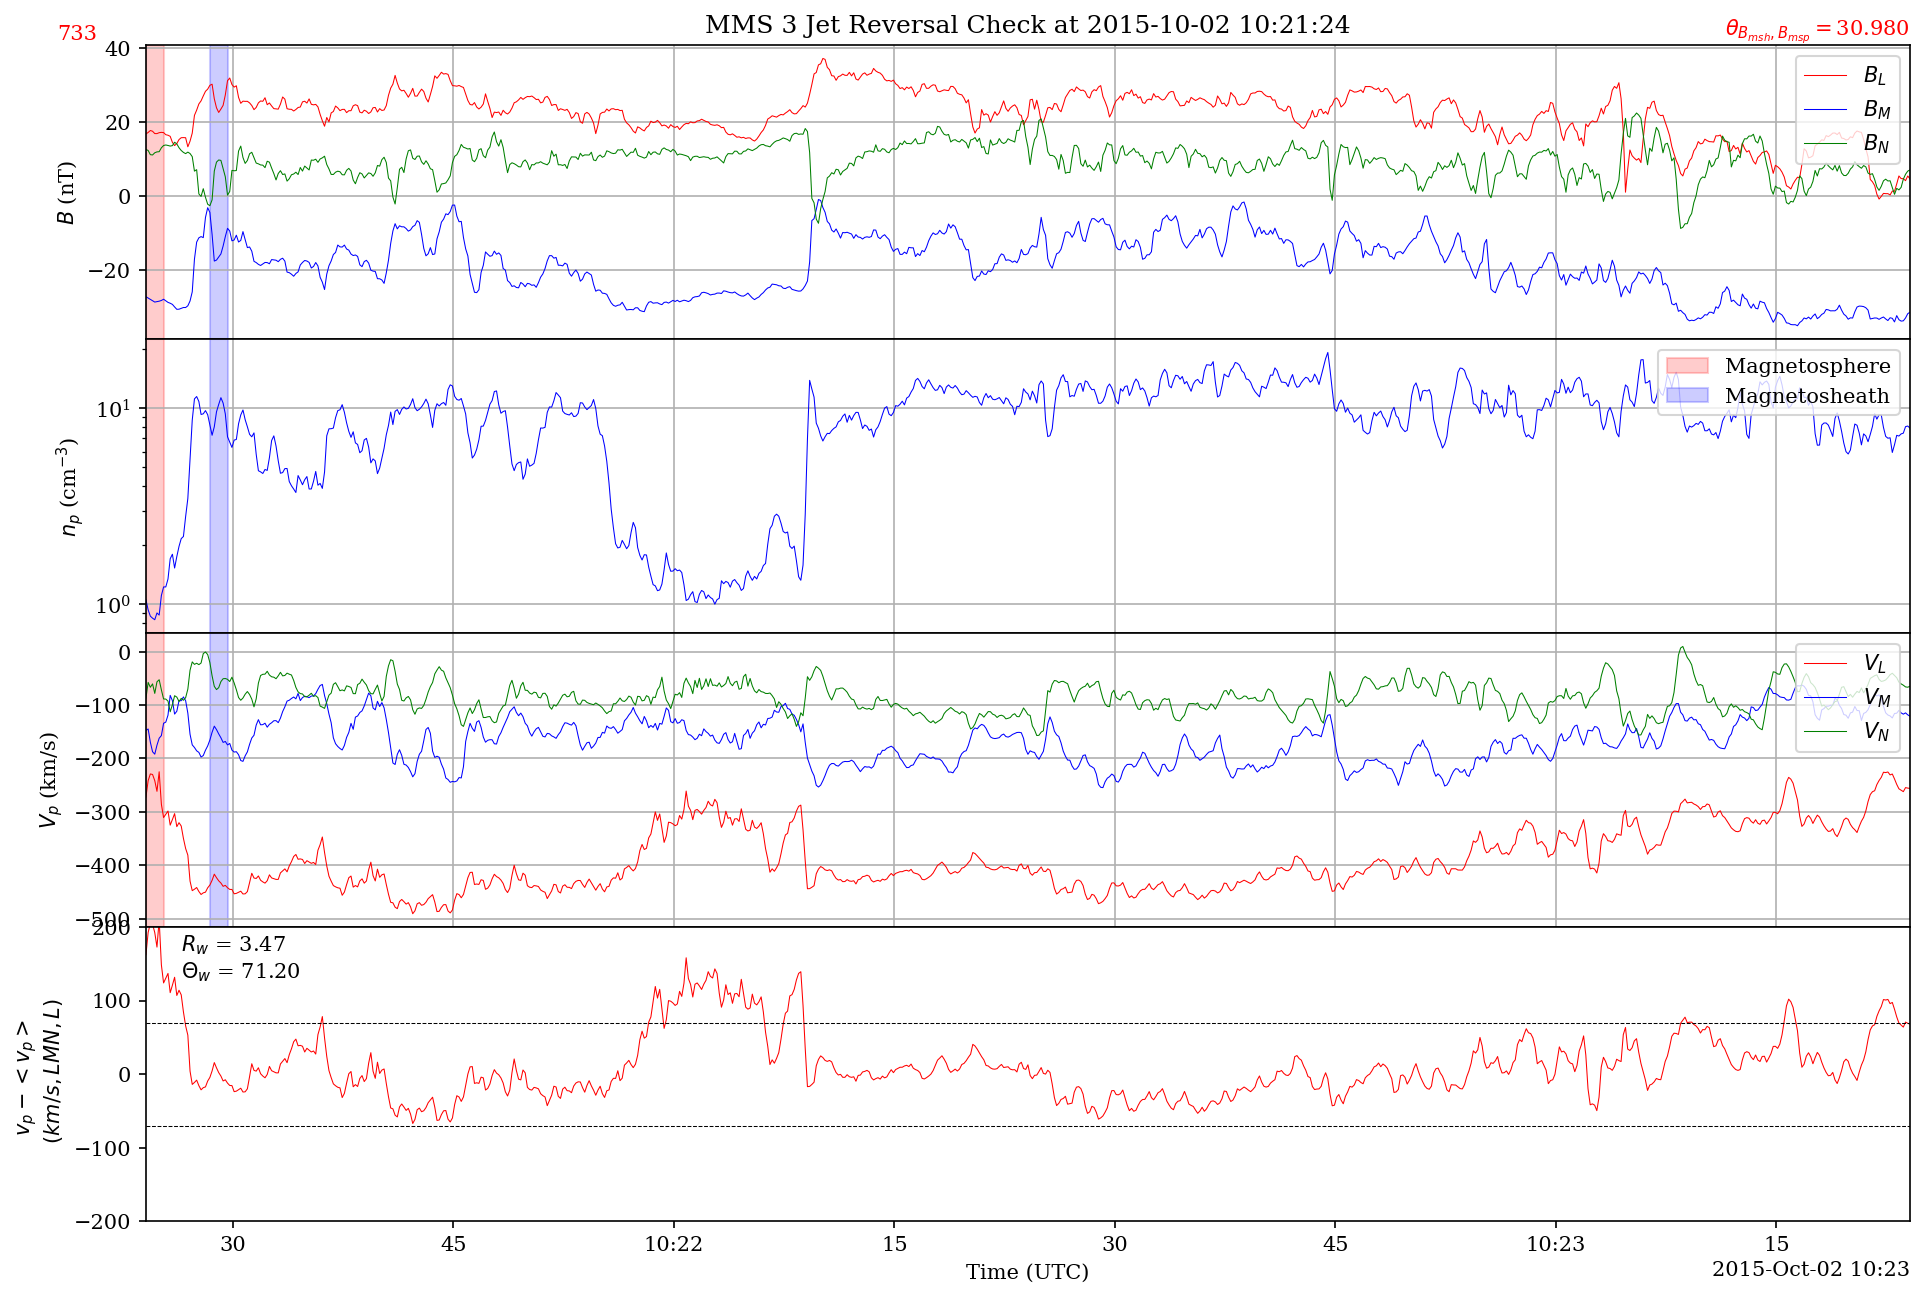 MMS 3 Jet Reversal Check at 2015-10-02 10:21:24
733
θ_{B_{msh}, B_{msp}} = 30.980
40
20
0
−20
B (nT)
B_L
B_M
B_N
10^1
10^0
n_p (cm^{−3})
Magnetosphere
Magnetosheath
0
−100
−200
−300
−400
−500
V_p (km/s)
V_L
V_M
V_N
200
100
0
−100
−200
v_p − < v_p >
(km/s, LMN, L)
R_w = 3.47
Θ_w = 71.20
30
45
10:22
15
30
45
10:23
15
Time (UTC)
2015-Oct-02 10:23